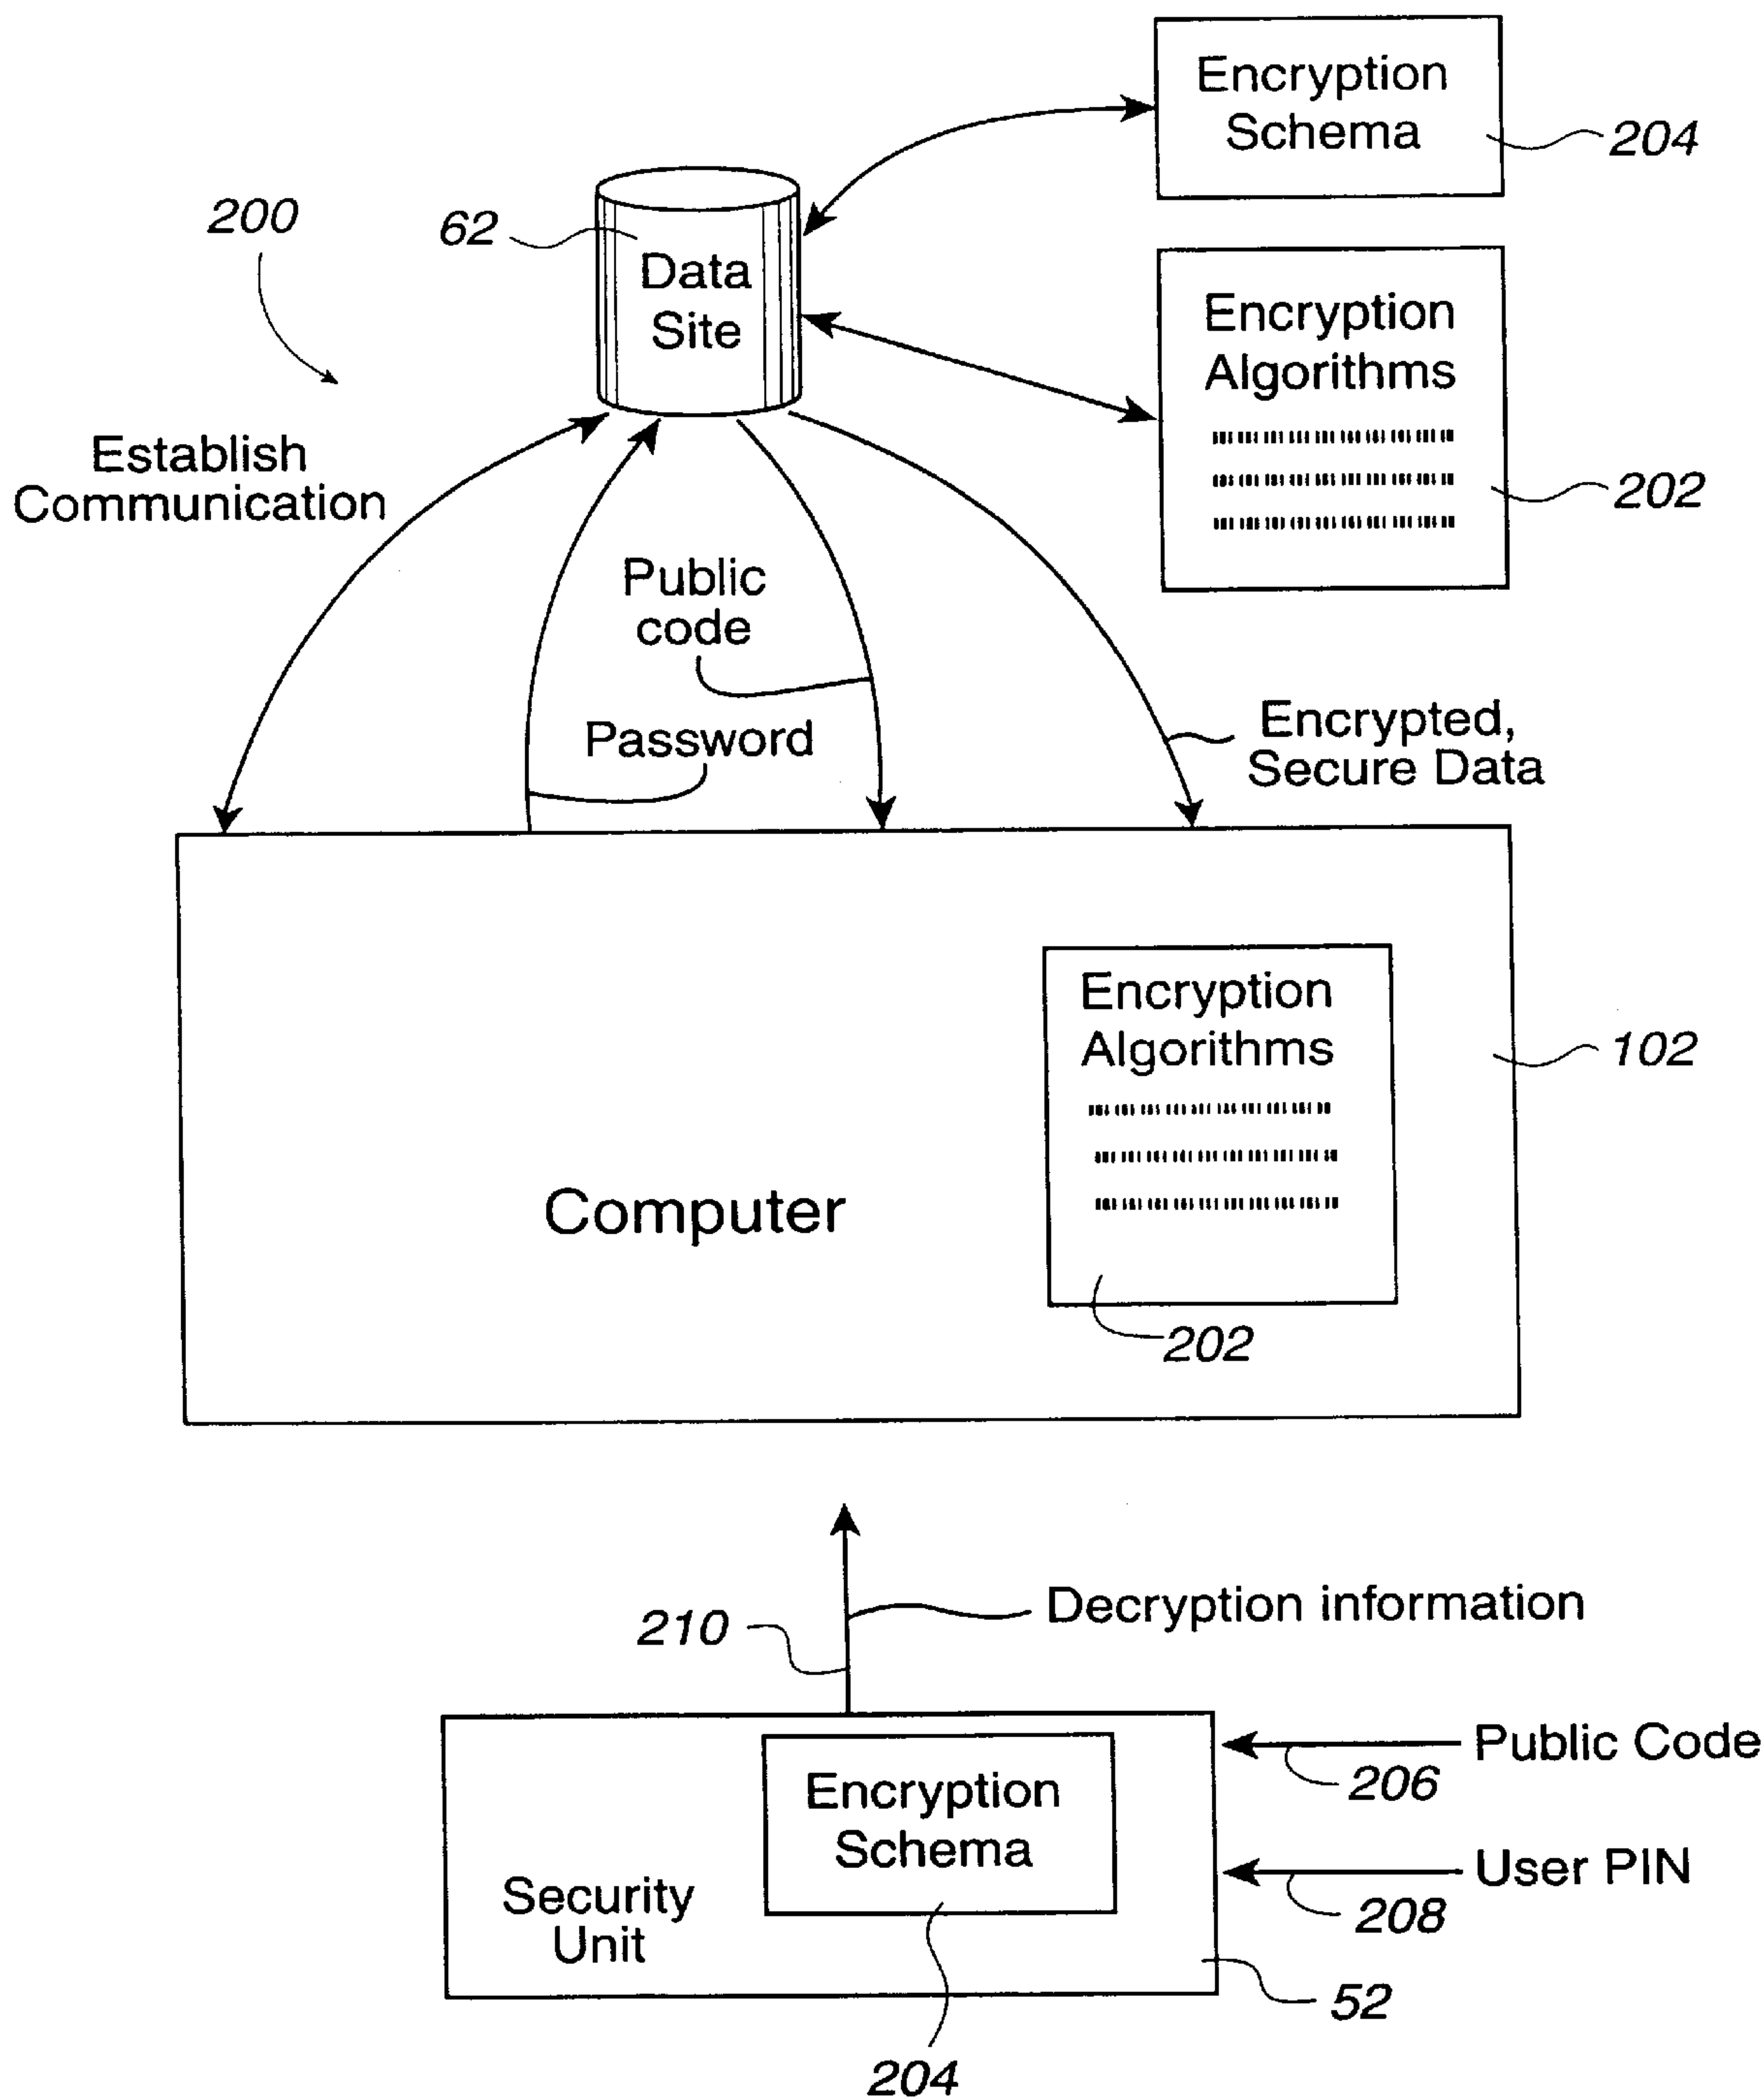 Encryption
Schema
204
200
62
Data
Site
Encryption
Algorithms
202
Establish
Communication
Public
code
Password
Encrypted,
Secure Data
Encryption
Algorithms
102
Computer
202
Decryption information
210
Public Code
206
Encryption
Schema
User PIN
208
Security
Unit
52
204